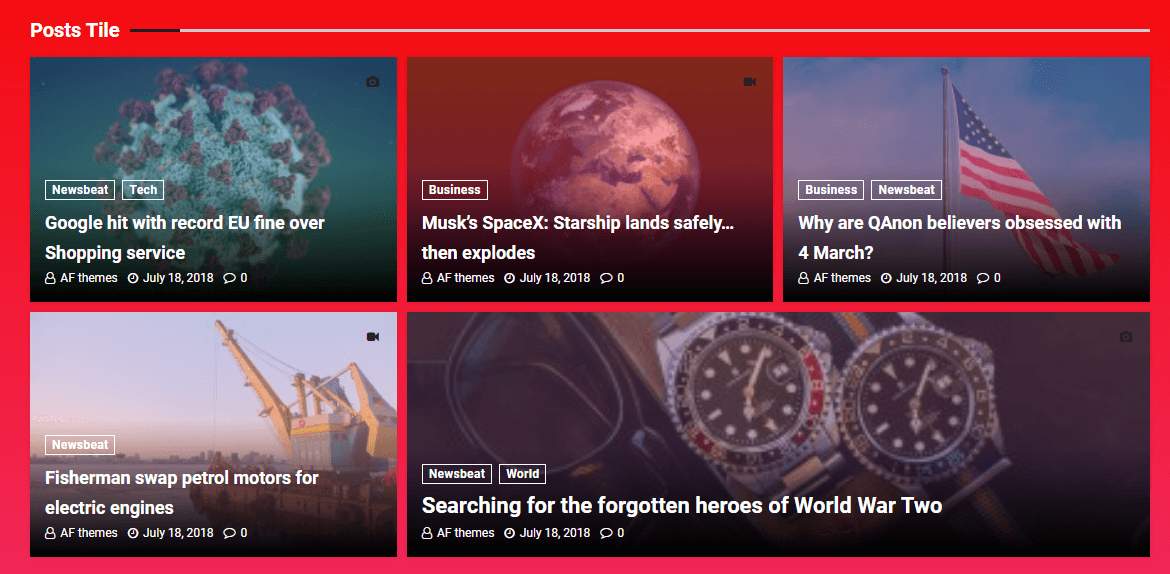 Posts Tile
Newsbeat Tech
Google hit with record EU fine over
Shopping service
AF themes July 18, 2018 0
Business
Musk’s SpaceX: Starship lands safely…
then explodes
AF themes July 18, 2018 0
Business Newsbeat
Why are QAnon believers obsessed with
4 March?
AF themes July 18, 2018 0
Newsbeat
Fisherman swap petrol motors for
electric engines
AF themes July 18, 2018 0
Newsbeat World
Searching for the forgotten heroes of World War Two
AF themes July 18, 2018 0